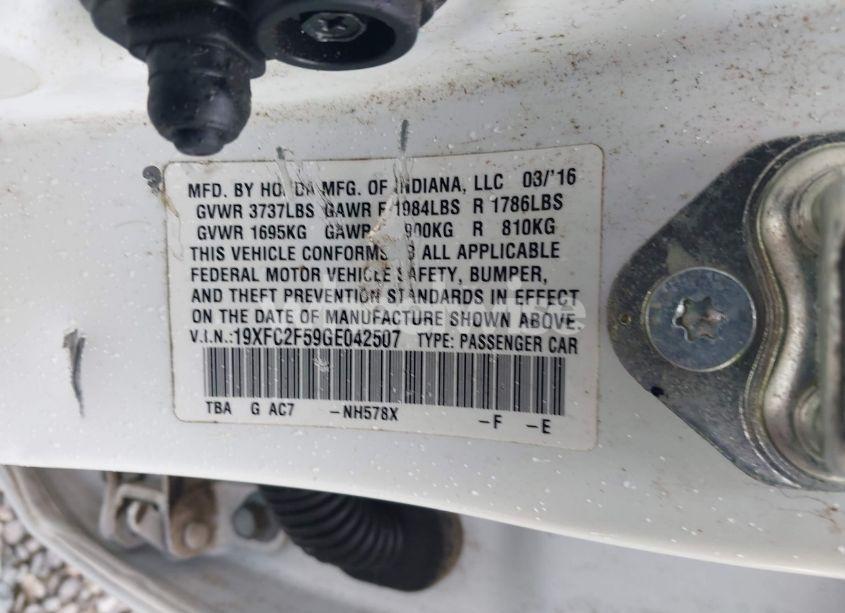 MFD. BY HONDA MFG. OF INDIANA, LLC 03/'16
GVWR 3737LBS GAWR F 1984LBS R 1786LBS
GVWR 1695KG GAWR 900KG R 810KG
THIS VEHICLE CONFORMS ALL APPLICABLE
FEDERAL MOTOR VEHICLE SAFETY, BUMPER,
AND THEFT PREVENTION STANDARDS IN EFFECT
ON THE DATE OF MANUFACTURE SHOWN ABOVE.
V.I.N.:19XFC2F59GE042507 TYPE: PASSENGER CAR
TBA G AC7 -NH578X -F -E